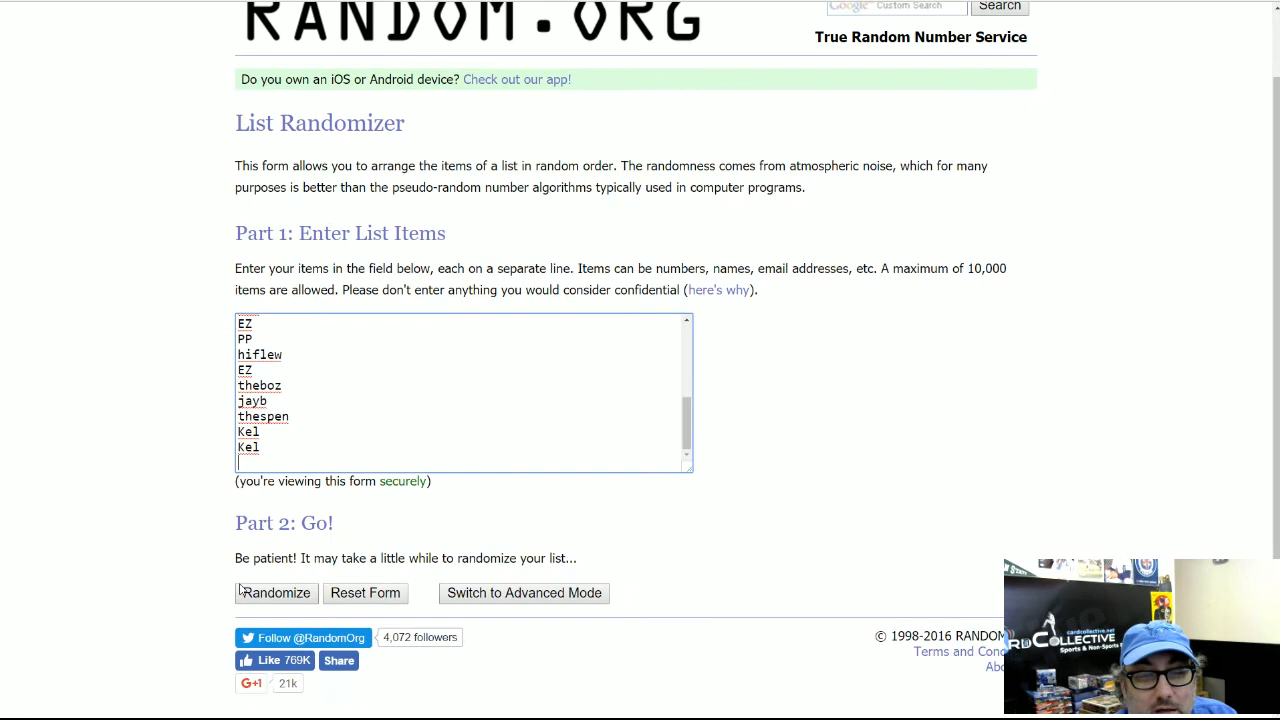 RANDOM.ORG
Google Custom Search
Search
True Random Number Service
Do you own an iOS or Android device? Check out our app!
List Randomizer
This form allows you to arrange the items of a list in random order. The randomness comes from atmospheric noise, which for many
purposes is better than the pseudo-random number algorithms typically used in computer programs.
Part 1: Enter List Items
Enter your items in the field below, each on a separate line. Items can be numbers, names, email addresses, etc. A maximum of 10,000
items are allowed. Please don't enter anything you would consider confidential (here's why).
EZ
PP
hiflew
EZ
theboz
jayb
thespen
Kel
Kel
(you're viewing this form securely)
Part 2: Go!
Be patient! It may take a little while to randomize your list...
Randomize
Reset Form
Switch to Advanced Mode
Follow @RandomOrg
4,072 followers
Like 769K
Share
G+1
21k
© 1998-2016 RANDOM
Terms and Cond
Abo
cardcollective.net
RD COLLECTIVE
Sports & Non-Sports